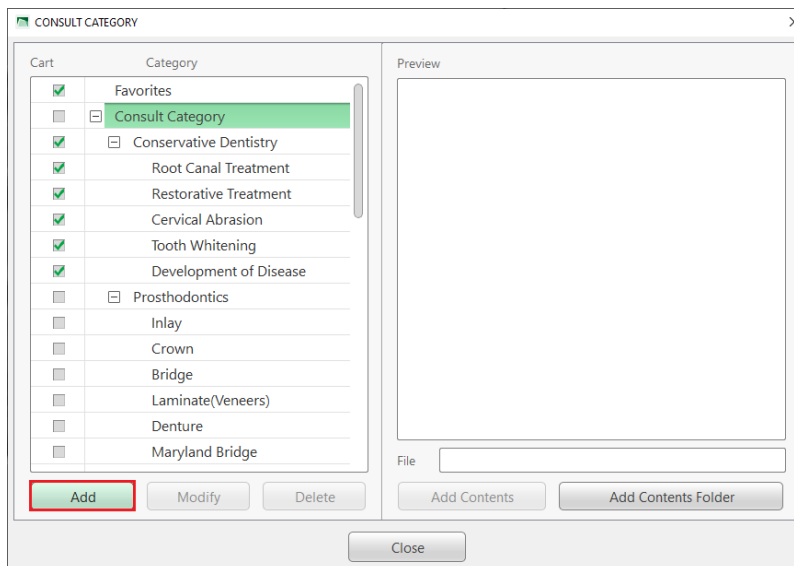 CONSULT CATEGORY
Cart Category
Favorites
Consult Category
Conservative Dentistry
Root Canal Treatment
Restorative Treatment
Cervical Abrasion
Tooth Whitening
Development of Disease
Prosthodontics
Inlay
Crown
Bridge
Laminate(Veneers)
Denture
Maryland Bridge
Add Modify Delete
Preview
File
Add Contents Add Contents Folder
Close